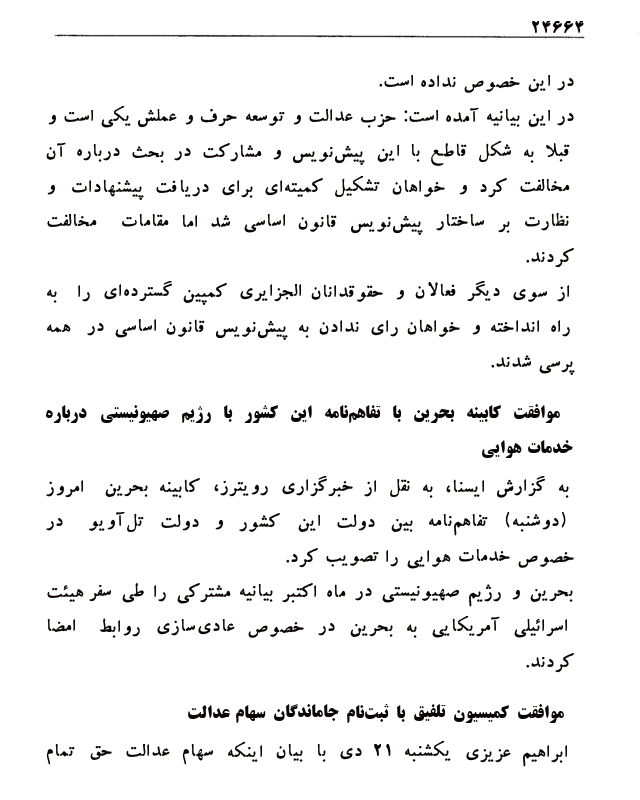 ۲۴۶۶۴
در این خصوص نداده است.
در این بیانیه آمده است: حزب عدالت و توسعه حرف و عملش یکی است و
قبلا به شکل قاطع با این پیش‌نویس و مشارکت در بحث درباره آن
مخالفت کرد و خواهان تشکیل کمیته‌ای برای دریافت پیشنهادات و
نظارت بر ساختار پیش‌نویس قانون اساسی شد اما مقامات مخالفت
کردند.
از سوی دیگر فعالان و حقوقدانان الجزایری کمپین گسترده‌ای را به
راه انداخته و خواهان رای ندادن به پیش‌نویس قانون اساسی در همه
پرسی شدند.
موافقت کابینه بحرین با تفاهم‌نامه این کشور با رژیم صهیونیستی درباره
خدمات هوایی
به گزارش ایسنا، به نقل از خبرگزاری رویترز، کابینه بحرین امروز
(دوشنبه) تفاهم‌نامه بین دولت این کشور و دولت تل‌آویو در
خصوص خدمات هوایی را تصویب کرد.
بحرین و رژیم صهیونیستی در ماه اکتبر بیانیه مشترکی را طی سفر هیئت
اسرائیلی آمریکایی به بحرین در خصوص عادی‌سازی روابط امضا
کردند.
موافقت کمیسیون تلفیق با ثبت‌نام جاماندگان سهام عدالت
ابراهیم عزیزی یکشنبه ۲۱ دی با بیان اینکه سهام عدالت حق تمام